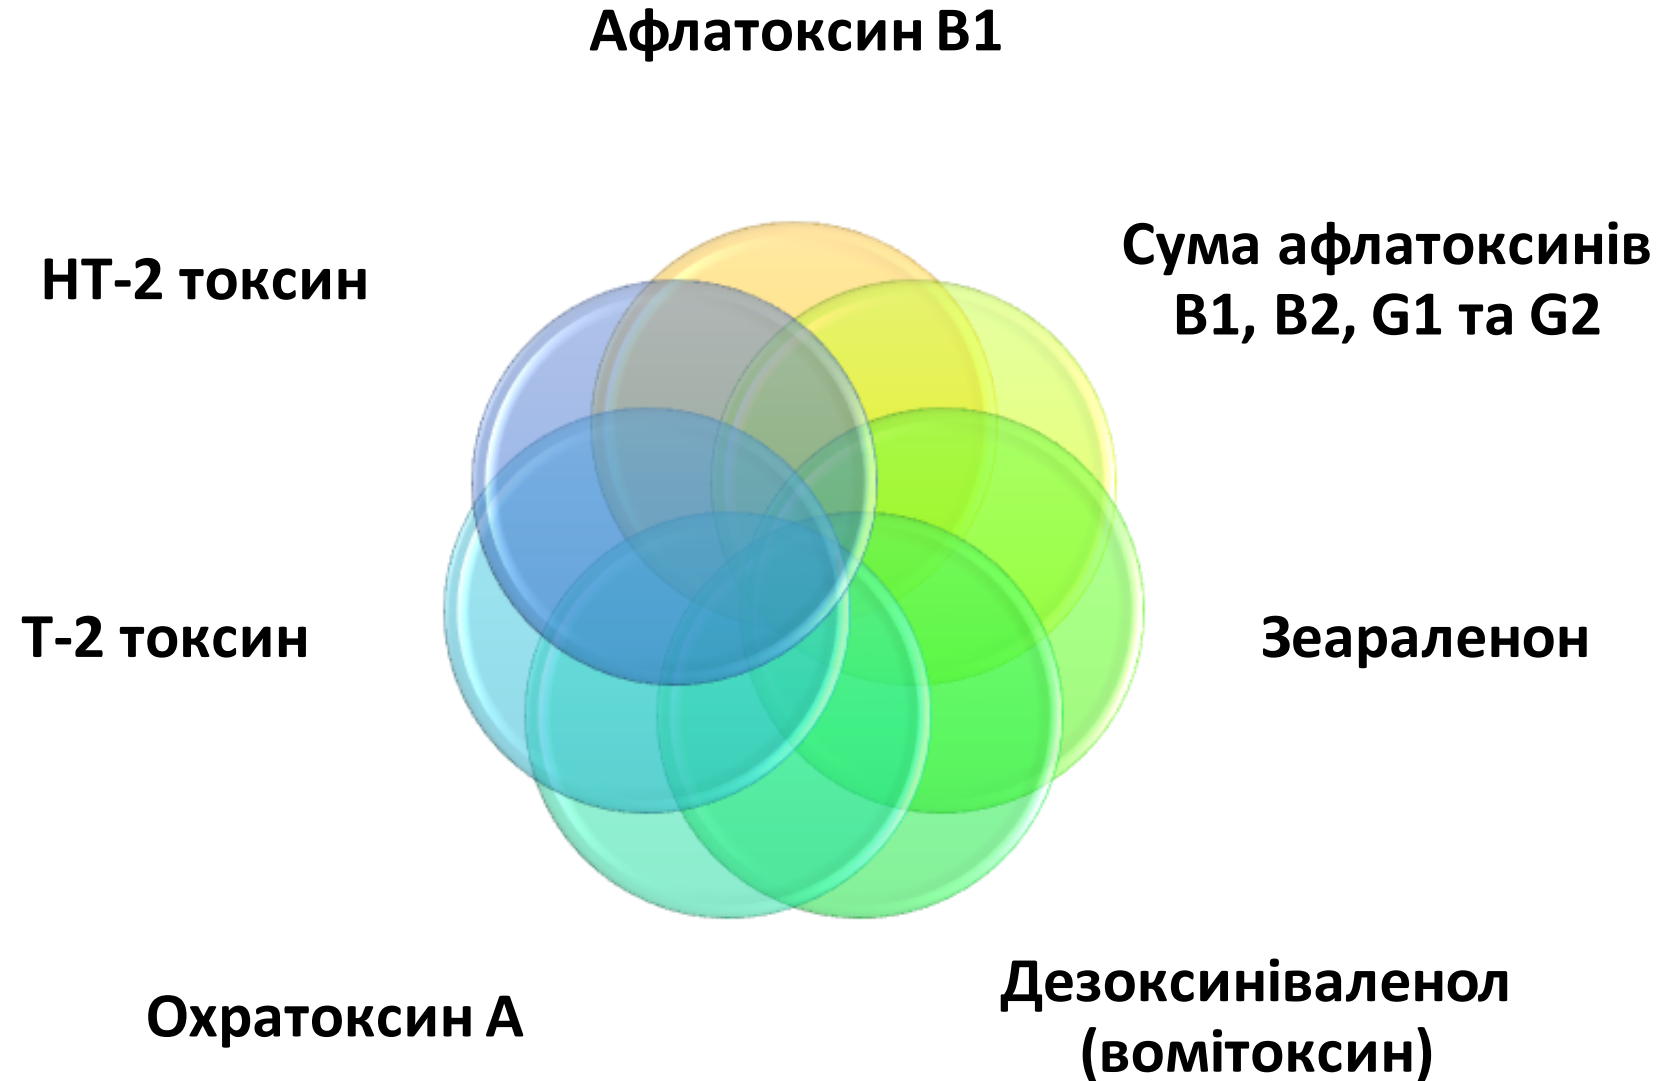 Афлатоксин В1
Сума афлатоксинів
В1, В2, G1 та G2
НТ-2 токсин
Т-2 токсин
Зеараленон
Дезоксиніваленол
(вомітоксин)
Охратоксин А